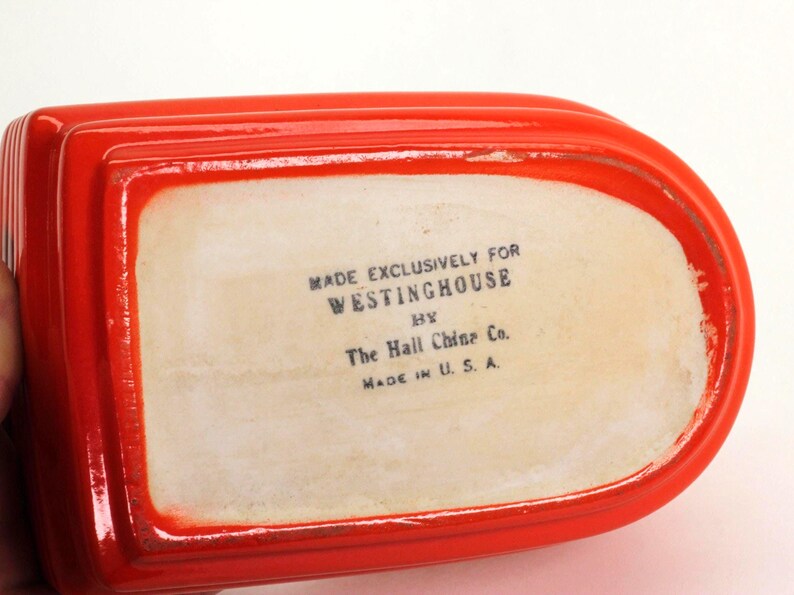 MADE EXCLUSIVELY FOR
WESTINGHOUSE
BY
The Hall China Co.
MADE IN U. S. A.